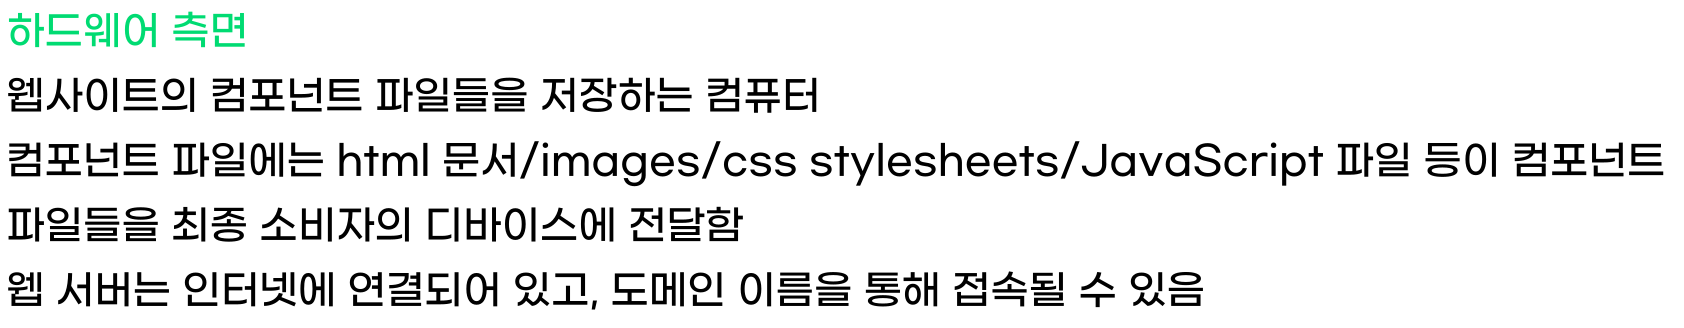 하드웨어 측면
웹사이트의 컴포넌트 파일들을 저장하는 컴퓨터
컴포넌트 파일에는 html 문서/images/css stylesheets/JavaScript 파일 등이 컴포넌트
파일들을 최종 소비자의 디바이스에 전달함
웹 서버는 인터넷에 연결되어 있고, 도메인 이름을 통해 접속될 수 있음